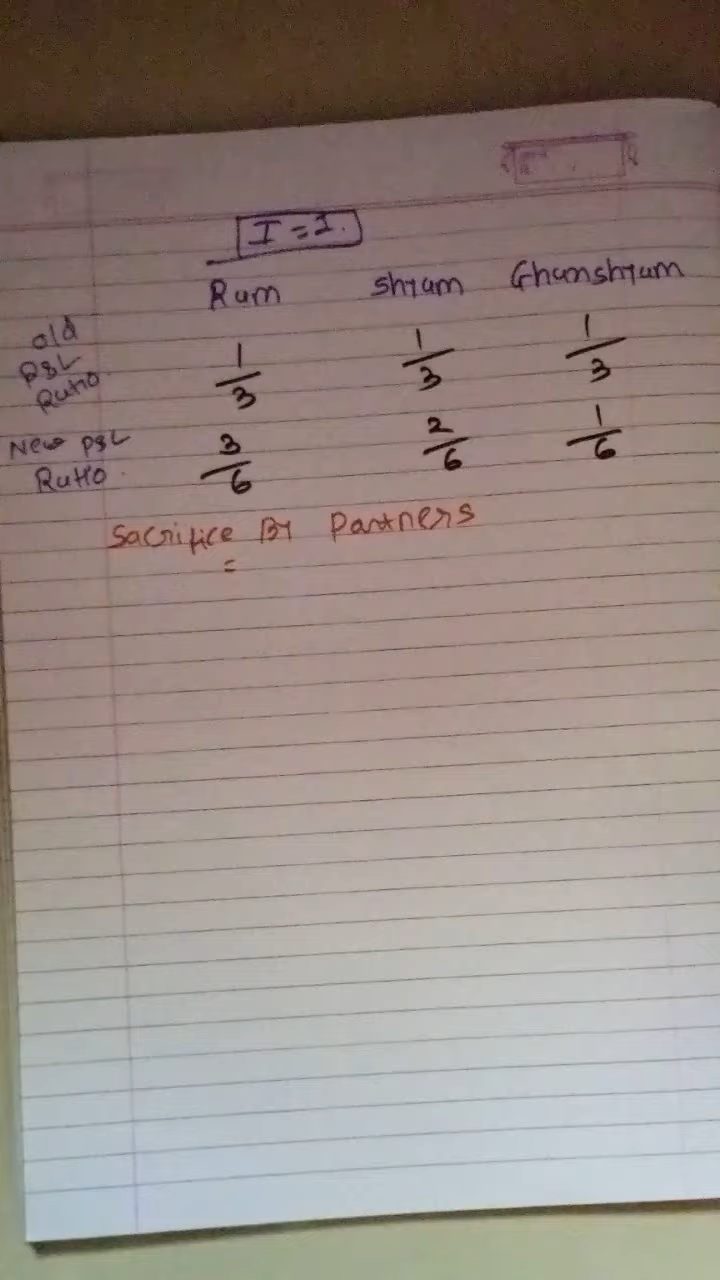 I = 1.
Ram Shyam Ghanshyam
old P&L Ratio 1/3 1/3 1/3
New P&L Ratio. 3/6 2/6 1/6
Sacrifice By Partners
=